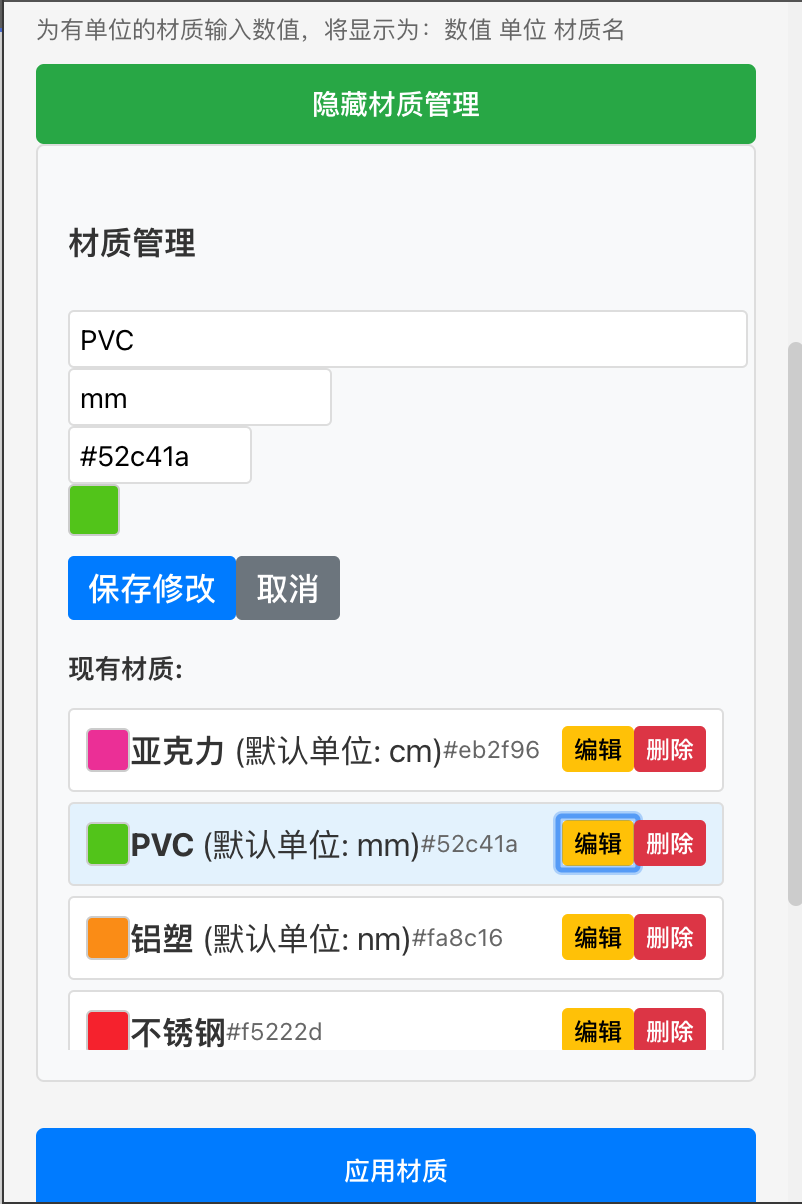 为有单位的材质输入数值，将显示为：数值 单位 材质名
隐藏材质管理
材质管理
PVC
mm
#52c41a
保存修改 取消
现有材质:
亚克力 (默认单位: cm)#eb2f96 编辑 删除
PVC (默认单位: mm)#52c41a 编辑 删除
铝塑 (默认单位: nm)#fa8c16 编辑 删除
不锈钢#f5222d 编辑 删除
应用材质